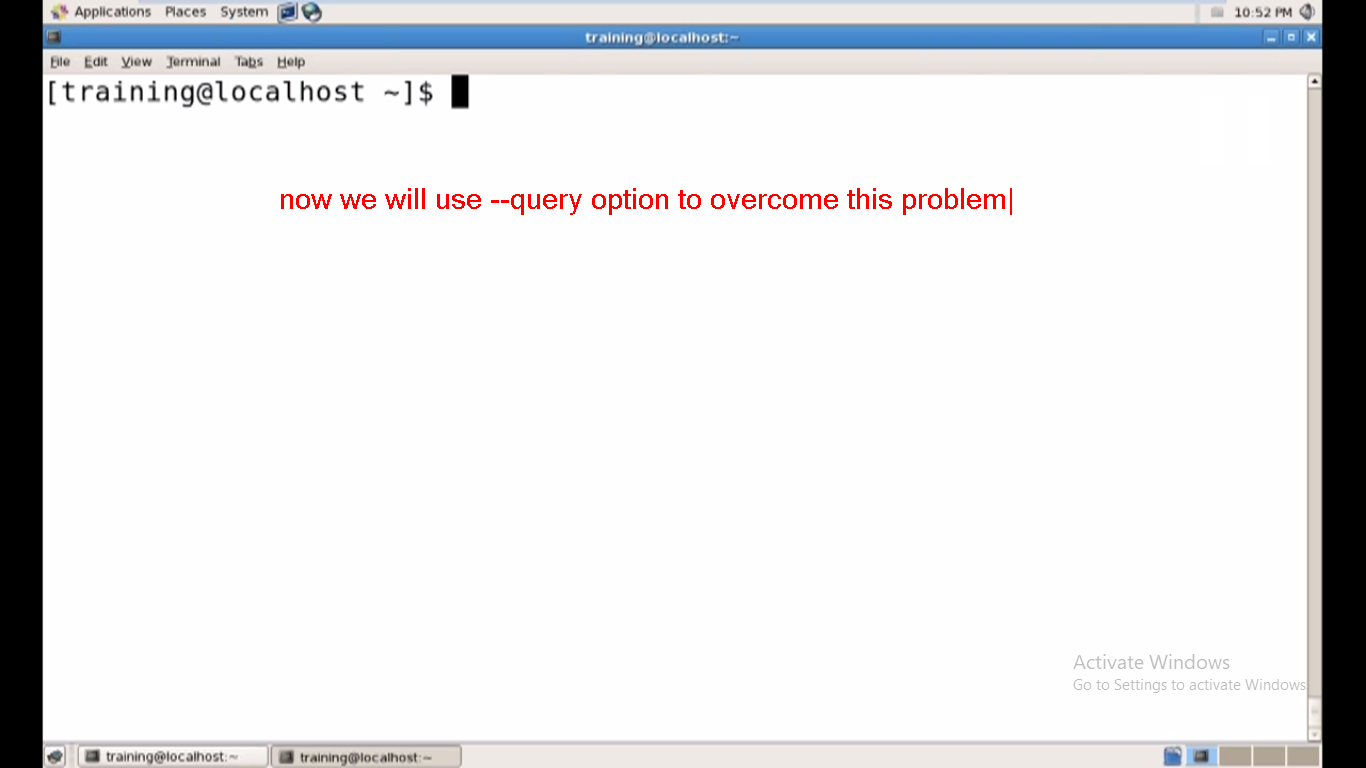 Applications Places System 10:52 PM
training@localhost:~
File Edit View Terminal Tabs Help
[training@localhost ~]$
now we will use --query option to overcome this problem
Activate Windows
Go to Settings to activate Windows
training@localhost:~ training@localhost:~